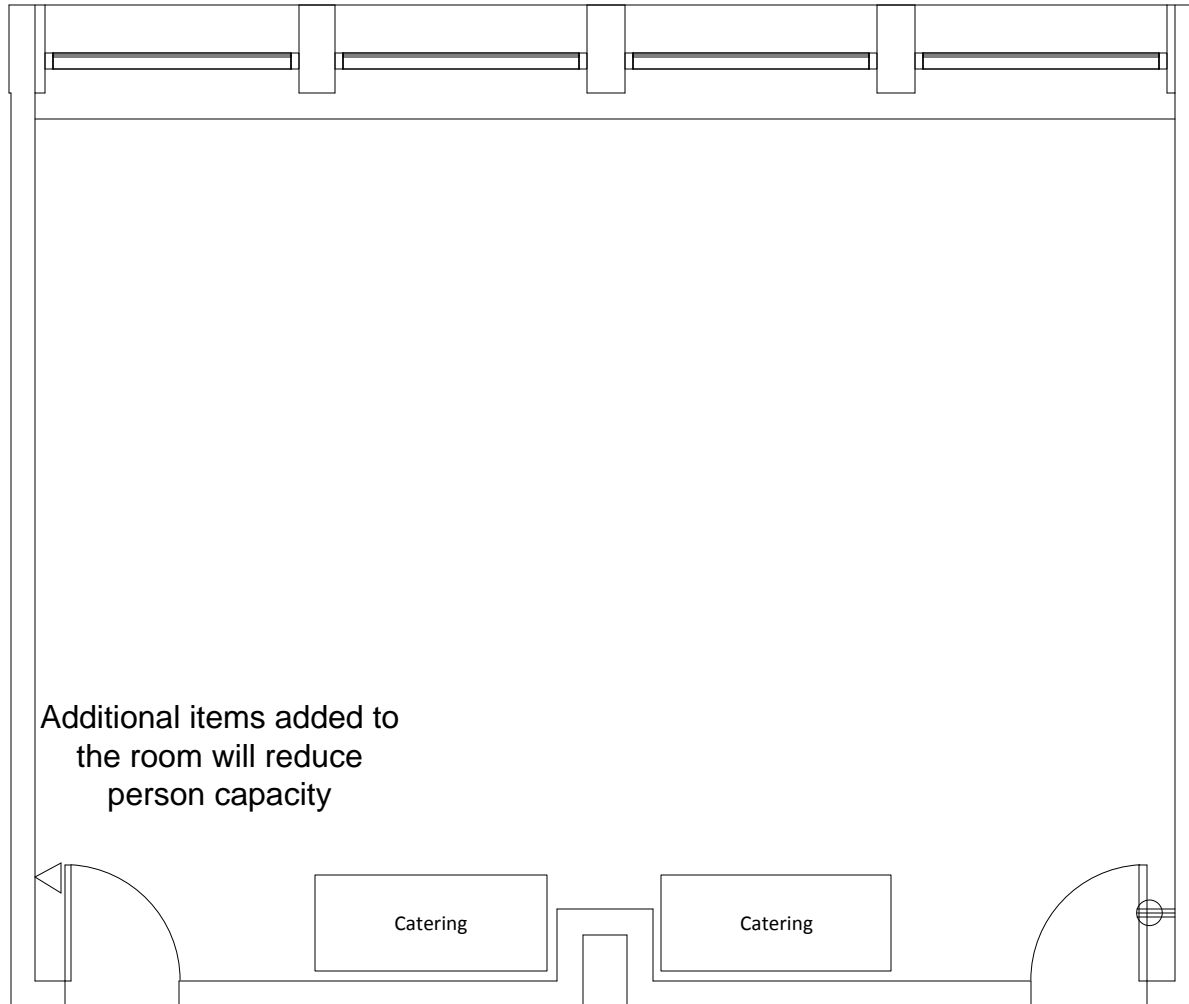 Additional items added to
the room will reduce
person capacity
Catering
Catering